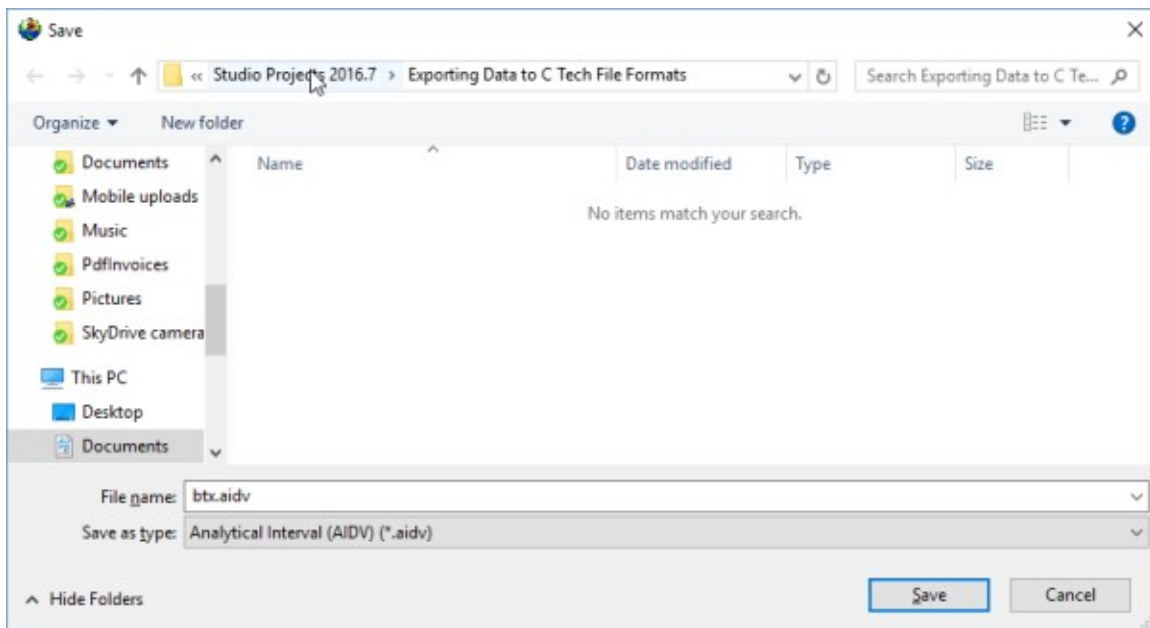 Save
« Studio Projects 2016.7 › Exporting Data to C Tech File Formats
Search Exporting Data to C Te...
Organize
New folder
Name
Date modified
Type
Size
No items match your search.
Documents
Mobile uploads
Music
PdfInvoices
Pictures
SkyDrive camera
This PC
Desktop
Documents
File name: btx.aidv
Save as type: Analytical Interval (AIDV) (*.aidv)
Hide Folders
Save
Cancel